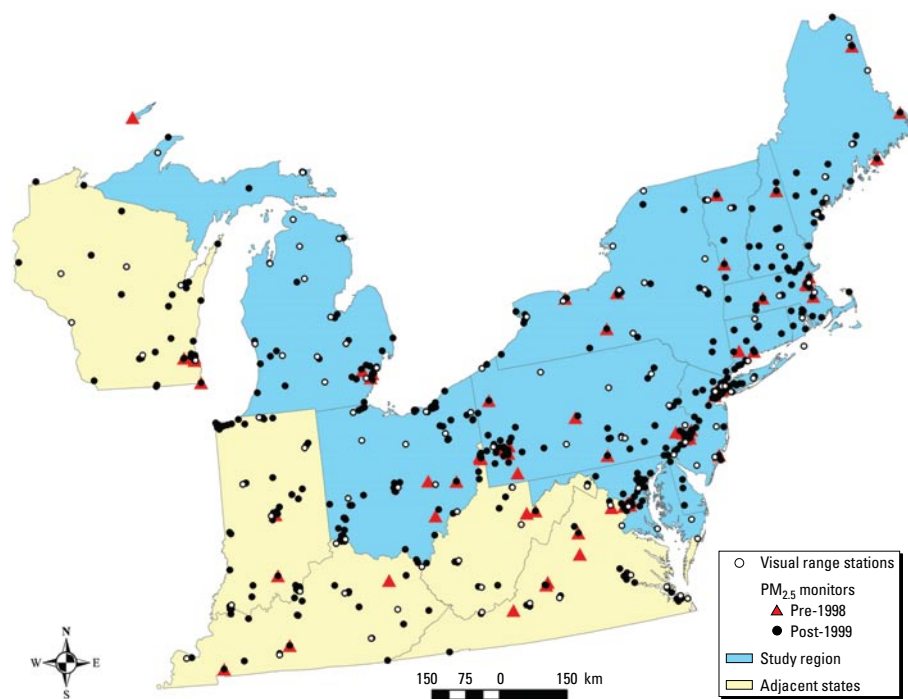 Visual range stations
PM2.5 monitors
Pre-1998
Post-1999
Study region
Adjacent states
N
W E
S
150 75 0 150 km